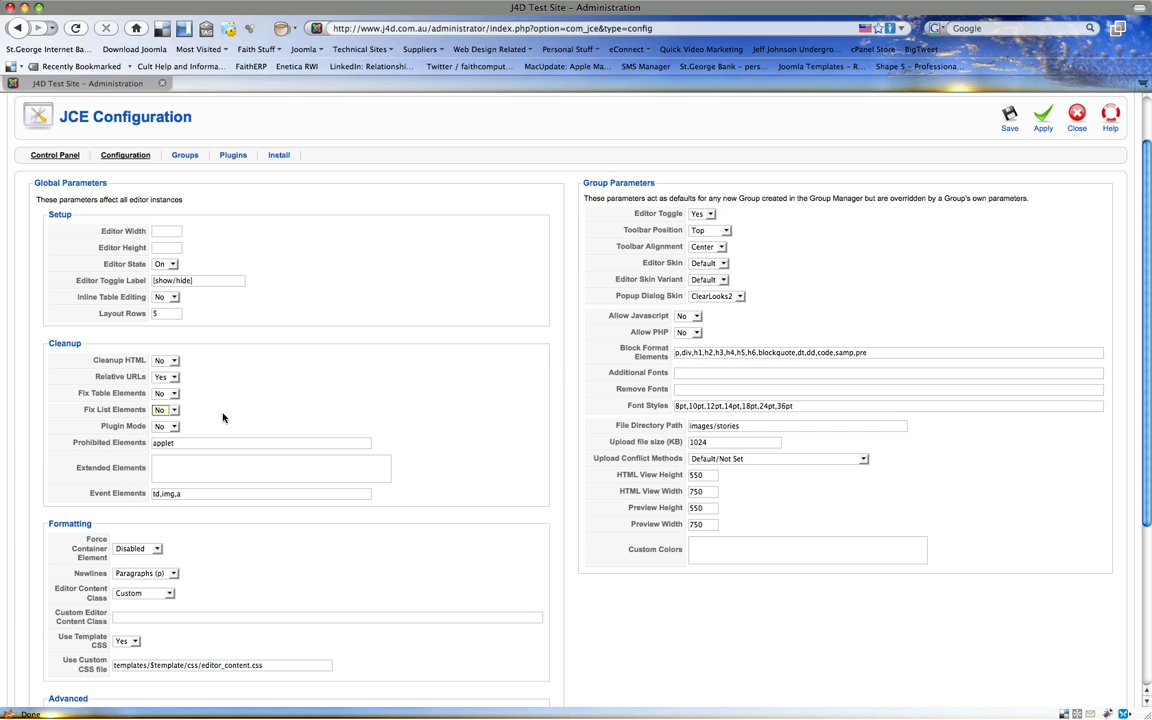 J4D Test Site – Administration
http://www.j4d.com.au/administrator/index.php?option=com_jce&type=config
Google
St.George Internet Ba... Download Joomla Most Visited Faith Stuff Joomla Technical Sites Suppliers Web Design Related Personal Stuff eConnect Quick Video Marketing Jeff Johnson Undergro... cPanel Store BigTweet
Recently Bookmarked Cult Help and Informa... FaithERP Enetica RWI LinkedIn: Relationshi... Twitter / faithcomput... MacUpdate: Apple Ma... SMS Manager St.George Bank – pers... Joomla Templates – R... Shape 5 – Professiona...
J4D Test Site – Administration
JCE Configuration
Save Apply Close Help
Control Panel Configuration Groups Plugins Install
Global Parameters
These parameters affect all editor instances
Setup
Editor Width
Editor Height
Editor State On
Editor Toggle Label [show/hide]
Inline Table Editing No
Layout Rows 5
Cleanup
Cleanup HTML No
Relative URLs Yes
Fix Table Elements No
Fix List Elements No
Plugin Mode No
Prohibited Elements applet
Extended Elements
Event Elements td,img,a
Formatting
Force
Container
Element
Disabled
Newlines Paragraphs (p)
Editor Content
Class
Custom
Custom Editor
Content Class
Use Template
CSS
Yes
Use Custom
CSS file
templates/$template/css/editor_content.css
Advanced
Group Parameters
These parameters act as defaults for any new Group created in the Group Manager but are overridden by a Group's own parameters.
Editor Toggle Yes
Toolbar Position Top
Toolbar Alignment Center
Editor Skin Default
Editor Skin Variant Default
Popup Dialog Skin ClearLooks2
Allow Javascript No
Allow PHP No
Block Format
Elements
p,div,h1,h2,h3,h4,h5,h6,blockquote,dt,dd,code,samp,pre
Additional Fonts
Remove Fonts
Font Styles 8pt,10pt,12pt,14pt,18pt,24pt,36pt
File Directory Path images/stories
Upload file size (KB) 1024
Upload Conflict Methods Default/Not Set
HTML View Height 550
HTML View Width 750
Preview Height 550
Preview Width 750
Custom Colors
Done